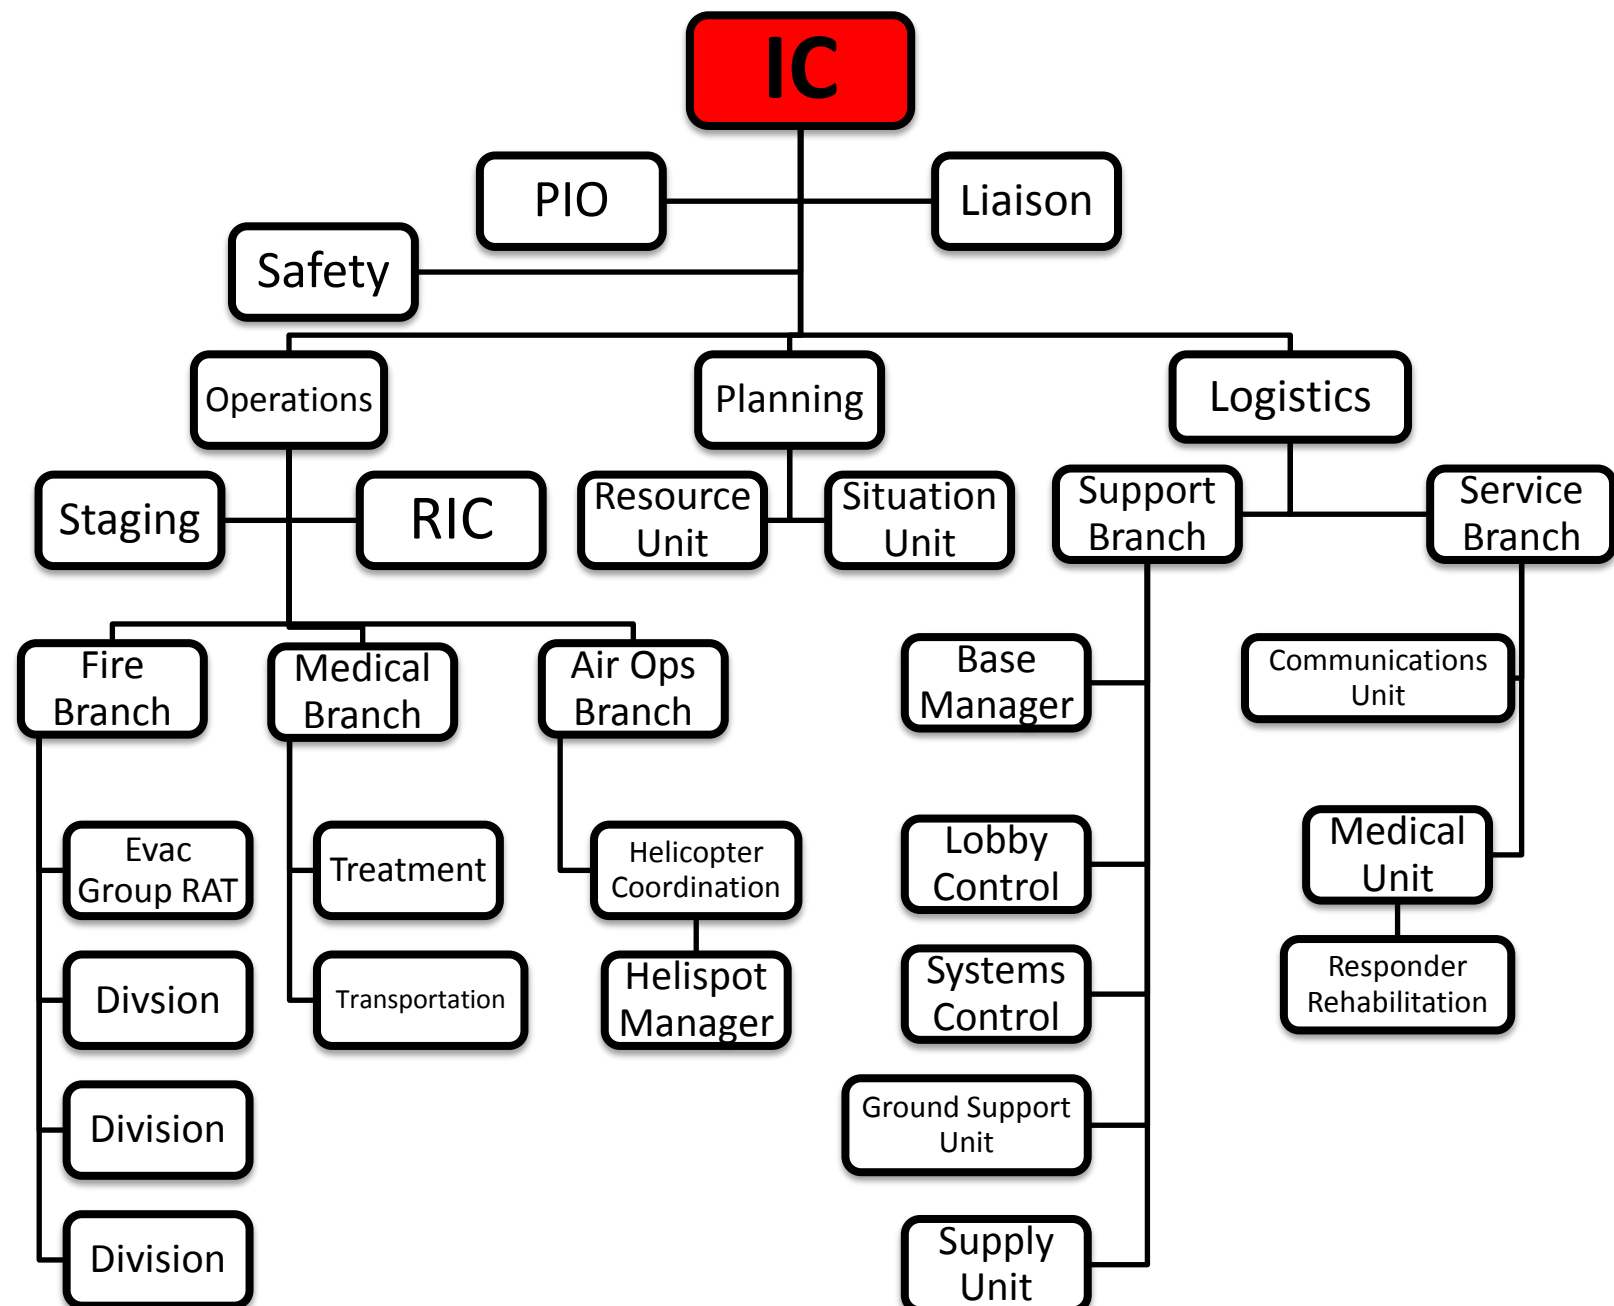 IC
PIO
Liaison
Safety
Operations
Planning
Logistics
Staging
RIC
Resource
Unit
Situation
Unit
Support
Branch
Service
Branch
Fire
Branch
Medical
Branch
Air Ops
Branch
Base
Manager
Communications
Unit
Evac
Group RAT
Treatment
Helicopter
Coordination
Lobby
Control
Medical
Unit
Divsion
Transportation
Helispot
Manager
Systems
Control
Responder
Rehabilitation
Division
Ground Support
Unit
Division
Supply
Unit